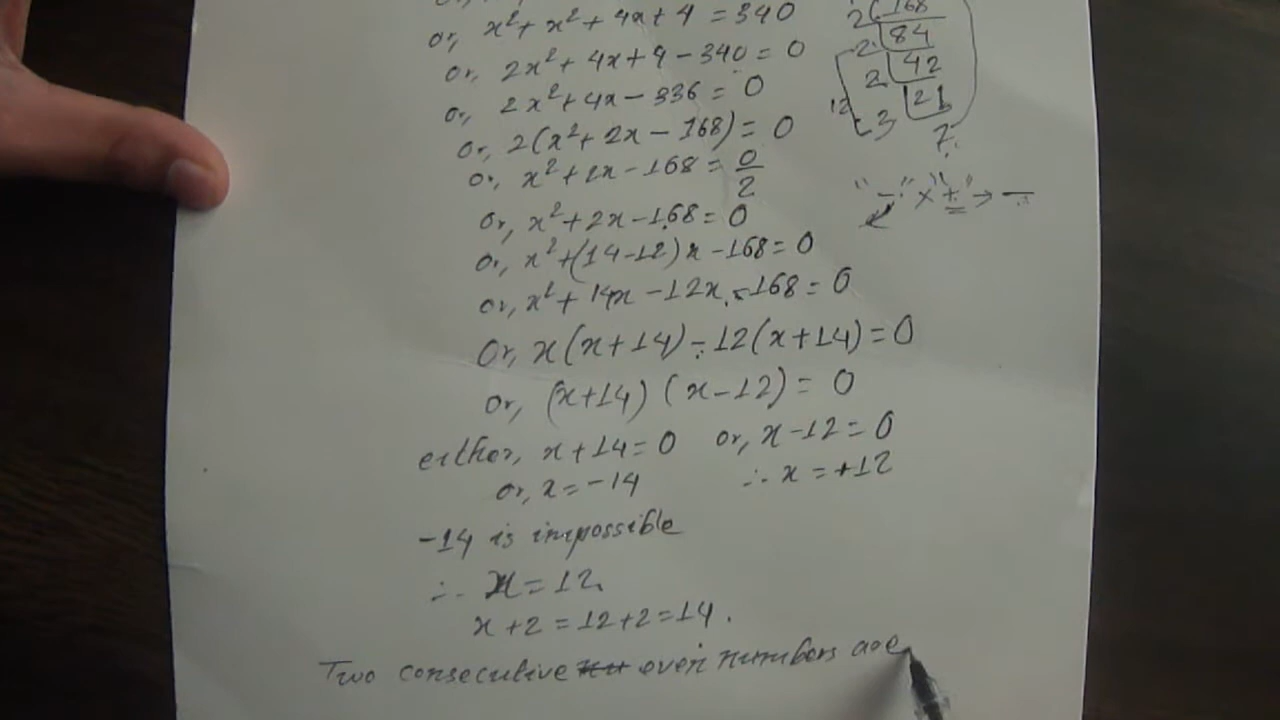 or, x²+ x²+ 4x+ 4 = 340
or, 2x²+ 4x+4-340= 0
or, 2x²+4x- 336= 0
or, 2(x²+ 2x- 168)= 0
or, x²+2x-168= 0/2
or, x²+2x-168=0
or, x²+(14-12)x -168=0
or, x²+ 14x -12x -168=0
or, x(x+14)-12(x+14)=0
or, (x+14) (x-12)= 0
either, x+14=0 or, x-12=0
or, x=-14 ∴ x=+12
-14 is impossible
∴ x=12.
x+2=12+2=14.
Two consecutive even numbers are
2 168
2 84
2 42
3 21
7
12
"-" x "+" → -